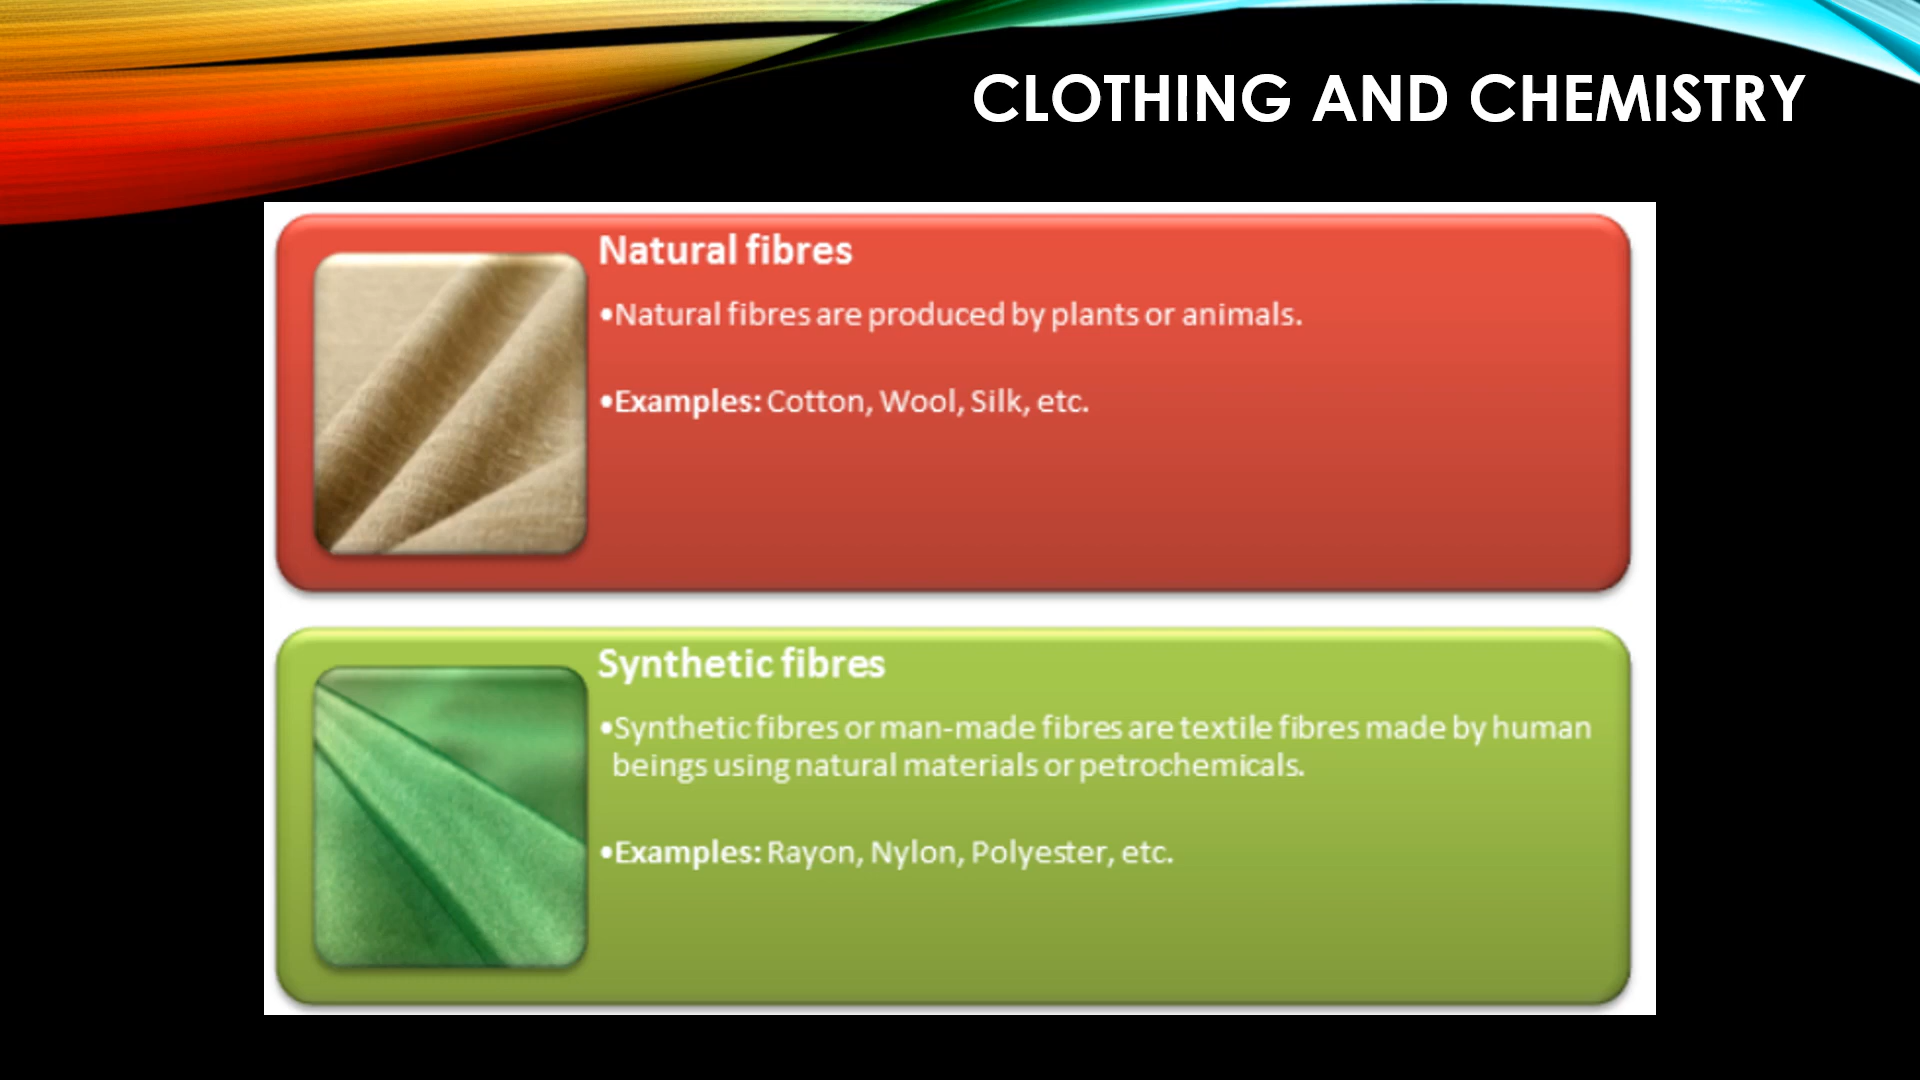 CLOTHING AND CHEMISTRY
Natural fibres
•Natural fibres are produced by plants or animals.
•Examples: Cotton, Wool, Silk, etc.
Synthetic fibres
•Synthetic fibres or man-made fibres are textile fibres made by human
beings using natural materials or petrochemicals.
•Examples: Rayon, Nylon, Polyester, etc.